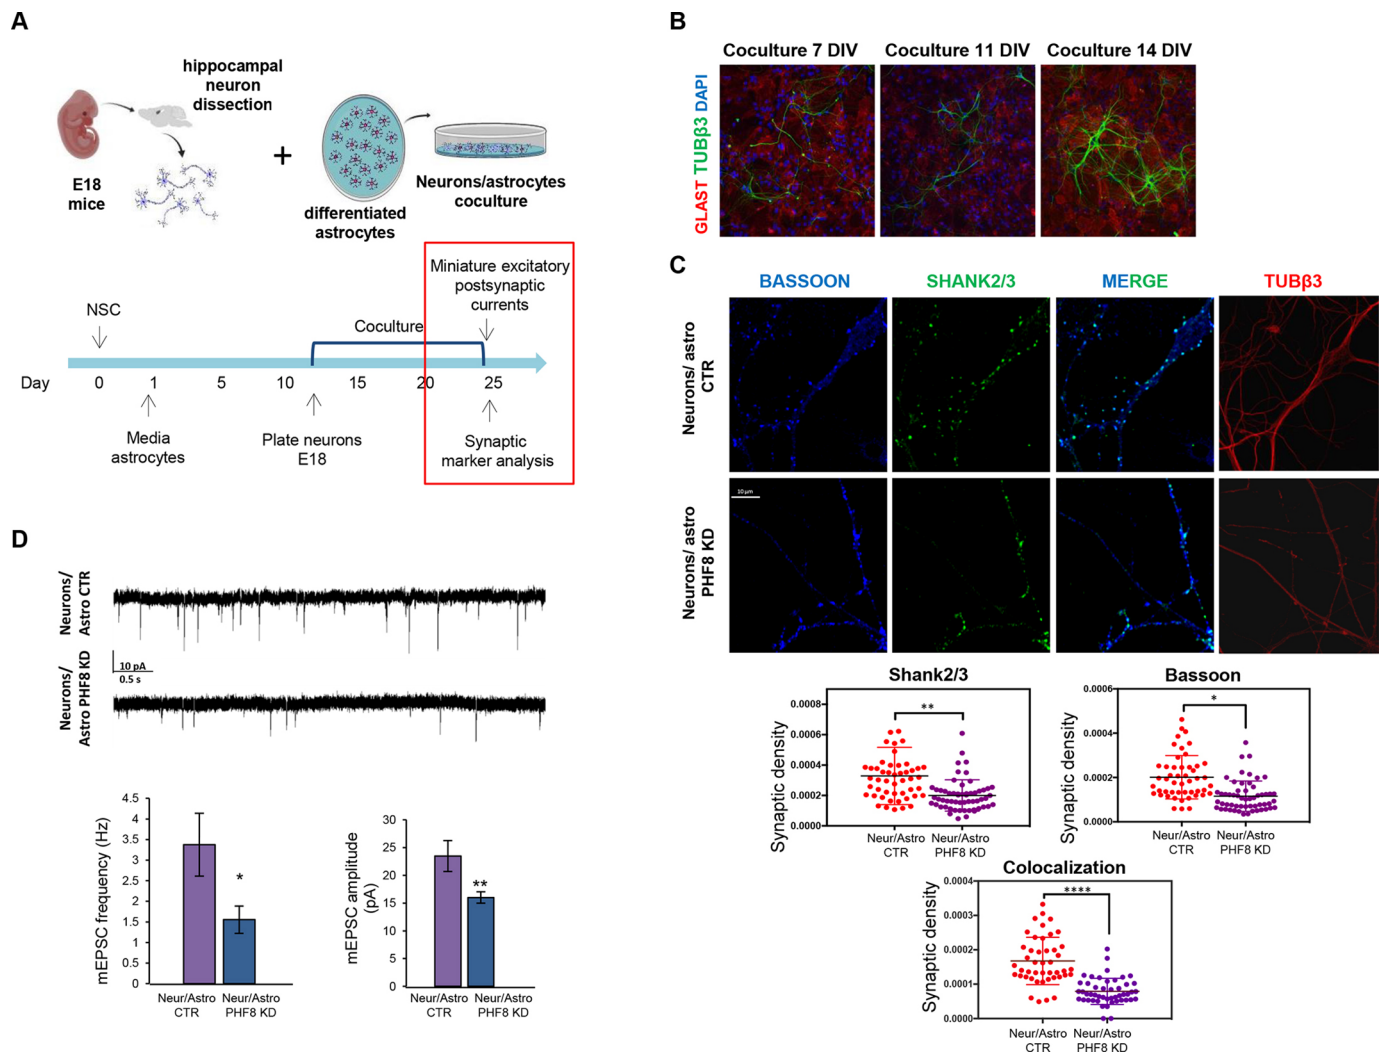 A
hippocampal
neuron
dissection
E18
mice
+
differentiated
astrocytes
Neurons/astrocytes
coculture
Miniature excitatory
postsynaptic
currents
NSC
Coculture
Day
0 1 5 10 15 20 25
Media
astrocytes
Plate neurons
E18
Synaptic
marker analysis
B
Coculture 7 DIV Coculture 11 DIV Coculture 14 DIV
GLAST TUBβ3 DAPI
C
BASSOON SHANK2/3 MERGE TUBβ3
Neurons/ astro
CTR
Neurons/ astro
PHF8 KD
10 µm
Shank2/3
Synaptic density
0.0008
0.0006
0.0004
0.0002
0.0000
**
Neur/Astro
CTR
Neur/Astro
PHF8 KD
Bassoon
Synaptic density
0.0006
0.0004
0.0002
0.0000
*
Neur/Astro
CTR
Neur/Astro
PHF8 KD
Colocalization
Synaptic density
0.0004
0.0003
0.0002
0.0001
0.0000
****
Neur/Astro
CTR
Neur/Astro
PHF8 KD
D
Neurons/
Astro CTR
10 pA
0.5 s
Neurons/
Astro PHF8 KD
mEPSC frequency (Hz)
4.5
4
3.5
3
2.5
2
1.5
1
0.5
0
*
Neur/Astro
CTR
Neur/Astro
PHF8 KD
mEPSC amplitude
(pA)
30
25
20
15
10
5
0
**
Neur/Astro
CTR
Neur/Astro
PHF8 KD